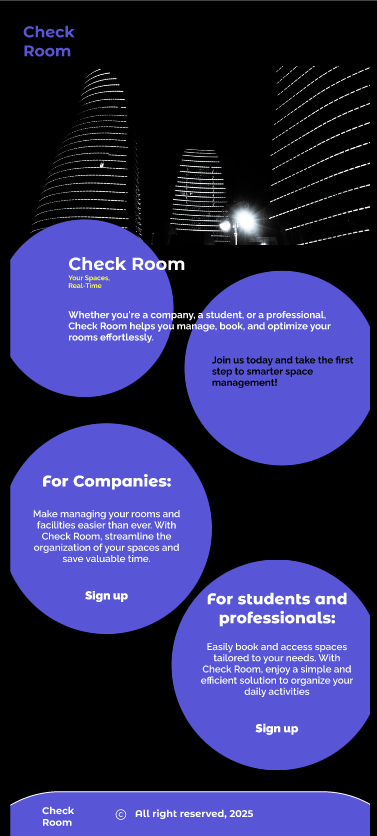 Check
Room
Check Room
Your Spaces,
Real-Time
Whether you're a company, a student, or a professional,
Check Room helps you manage, book, and optimize your
rooms effortlessly.
Join us today and take the first
step to smarter space
management!
For Companies:
Make managing your rooms and
facilities easier than ever. With
Check Room, streamline the
organization of your spaces and
save valuable time.
Sign up
For students and
professionals:
Easily book and access spaces
tailored to your needs. With
Check Room, enjoy a simple and
efficient solution to organize your
daily activities
Sign up
Check
Room
© All right reserved, 2025